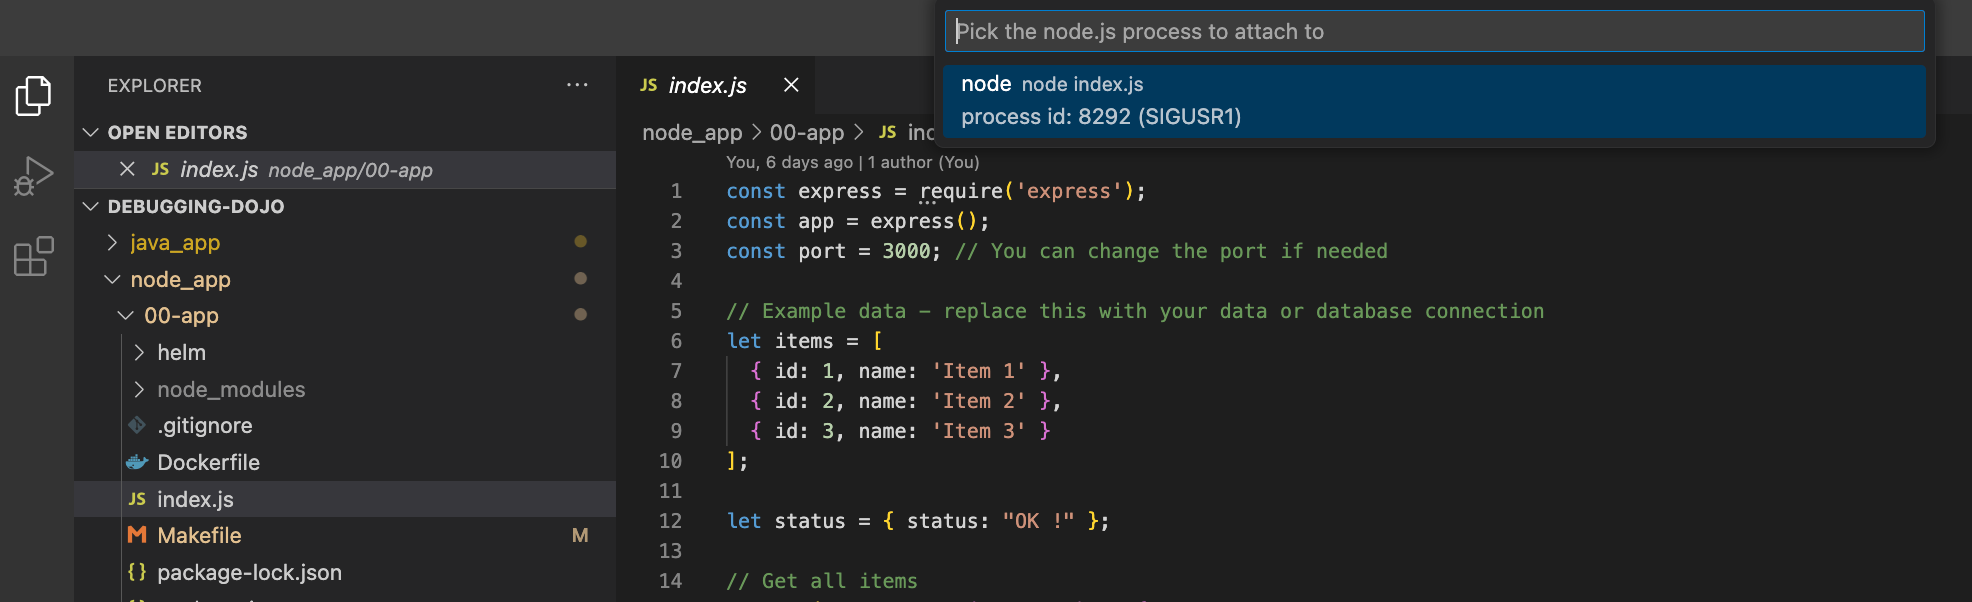 Pick the node.js process to attach to
node node index.js
process id: 8292 (SIGUSR1)
EXPLORER
OPEN EDITORS
JS index.js node_app/00-app
DEBUGGING-DOJO
java_app
node_app
00-app
helm
node_modules
.gitignore
Dockerfile
JS index.js
Makefile M
{} package-lock.json
JS index.js
node_app > 00-app > JS
You, 6 days ago | 1 author (You)
1 const express = require('express');
2 const app = express();
3 const port = 3000; // You can change the port if needed
4
5 // Example data – replace this with your data or database connection
6 let items = [
7 { id: 1, name: 'Item 1' },
8 { id: 2, name: 'Item 2' },
9 { id: 3, name: 'Item 3' }
10 ];
11
12 let status = { status: "OK !" };
13
14 // Get all items